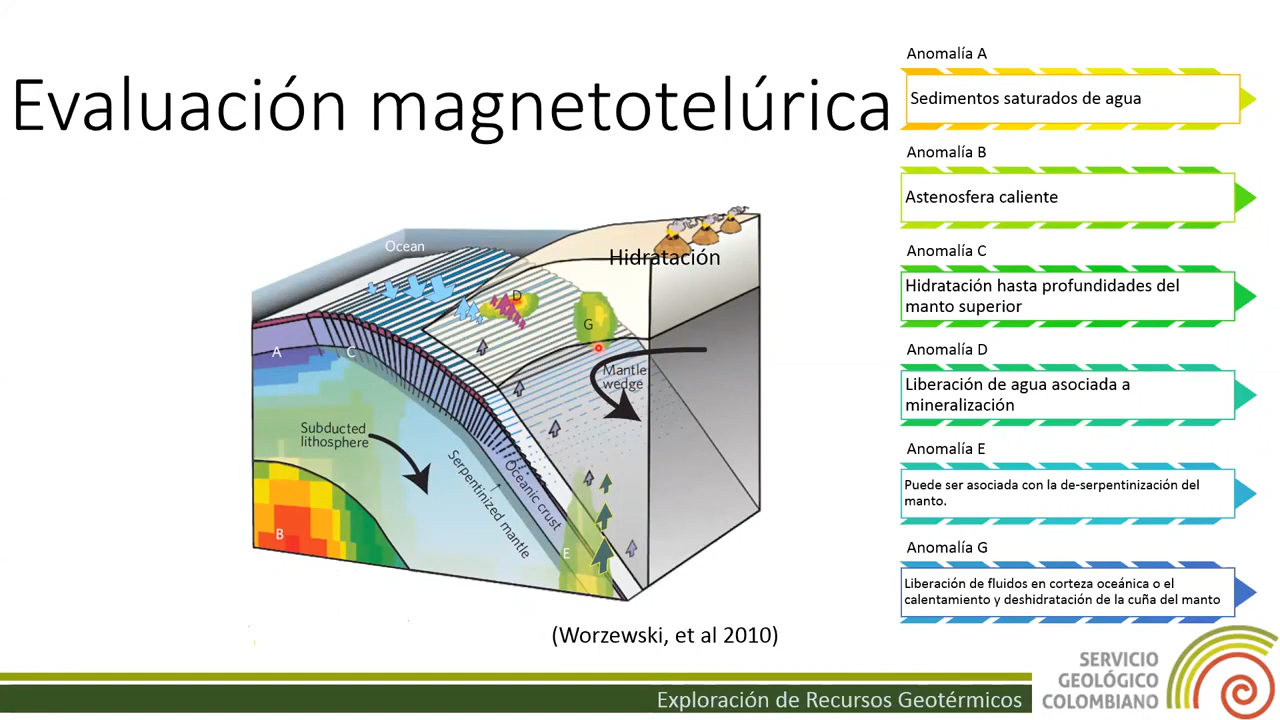 Evaluación magnetotelúrica
Anomalía A
Sedimentos saturados de agua
Anomalía B
Astenosfera caliente
Anomalía C
Hidratación hasta profundidades del
manto superior
Anomalía D
Liberación de agua asociada a
mineralización
Anomalía E
Puede ser asociada con la de-serpentinización del
manto.
Anomalía G
Liberación de fluidos en corteza oceánica o el
calentamiento y deshidratación de la cuña del manto
Ocean
Hidratación
D
G
A
C
Mantle
wedge
Subducted
lithosphere
Serpentinized mantle
Oceanic crust
B
E
(Worzewski, et al 2010)
Exploración de Recursos Geotérmicos
SERVICIO
GEOLÓGICO
COLOMBIANO